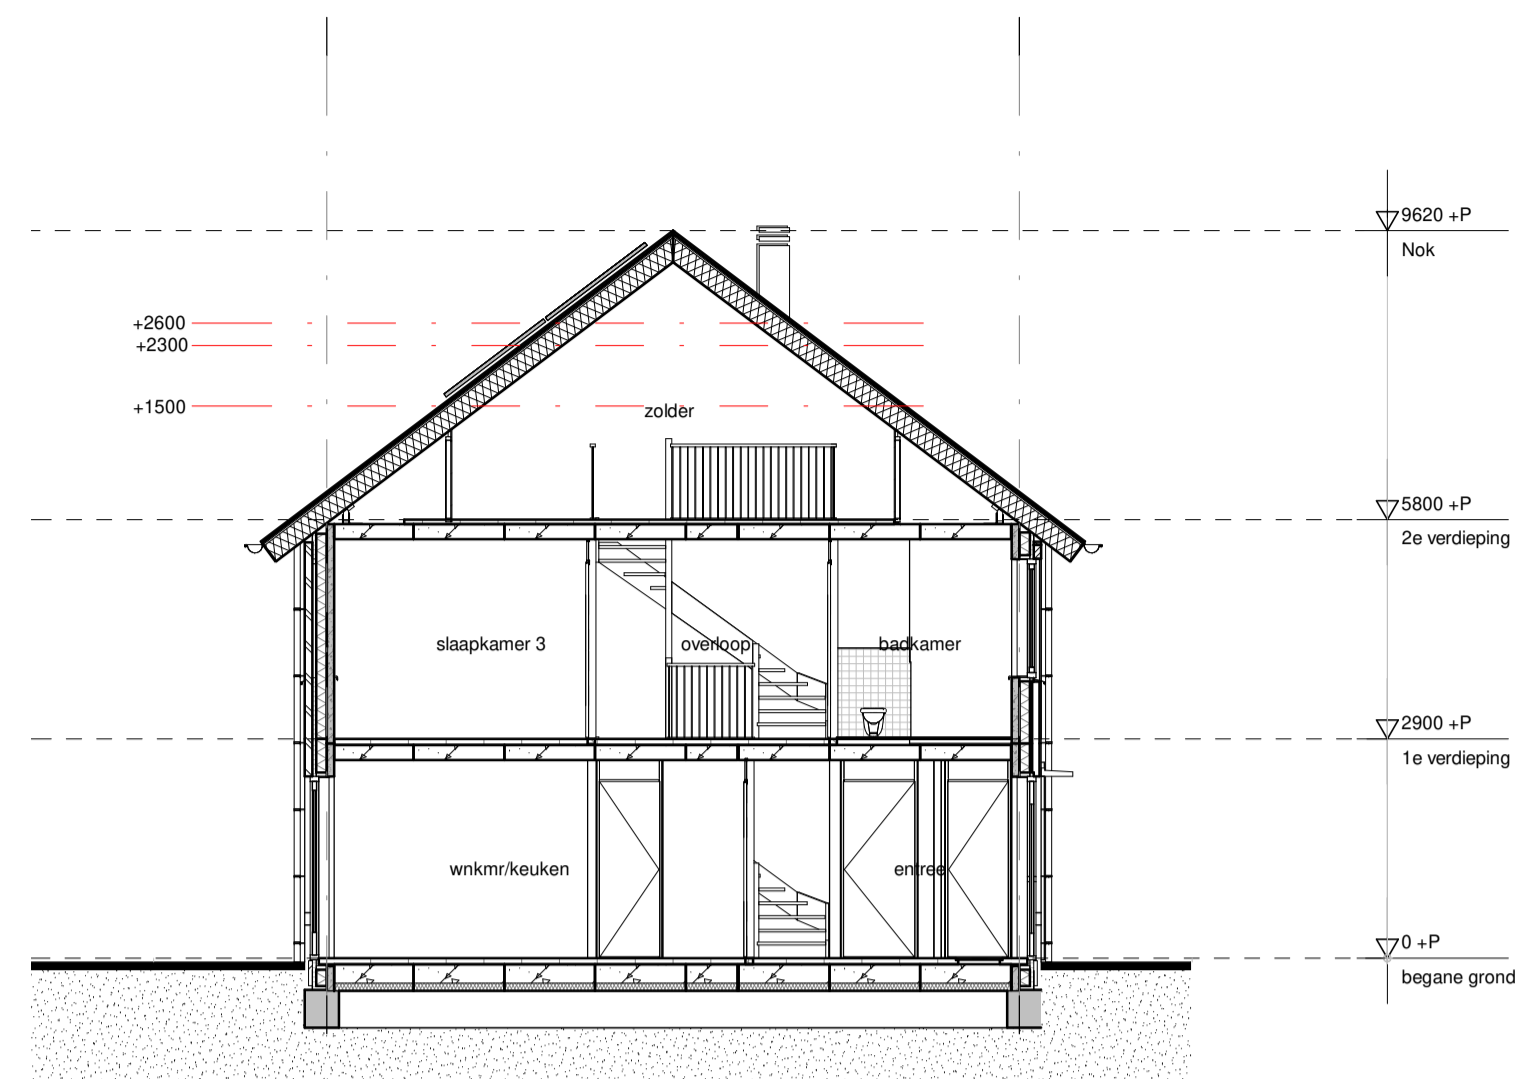 9620 +P
Nok
+2600
+2300
+1500
zolder
5800 +P
2e verdieping
slaapkamer 3
overloop
badkamer
2900 +P
1e verdieping
wnkmr/keuken
entree
0 +P
begane grond